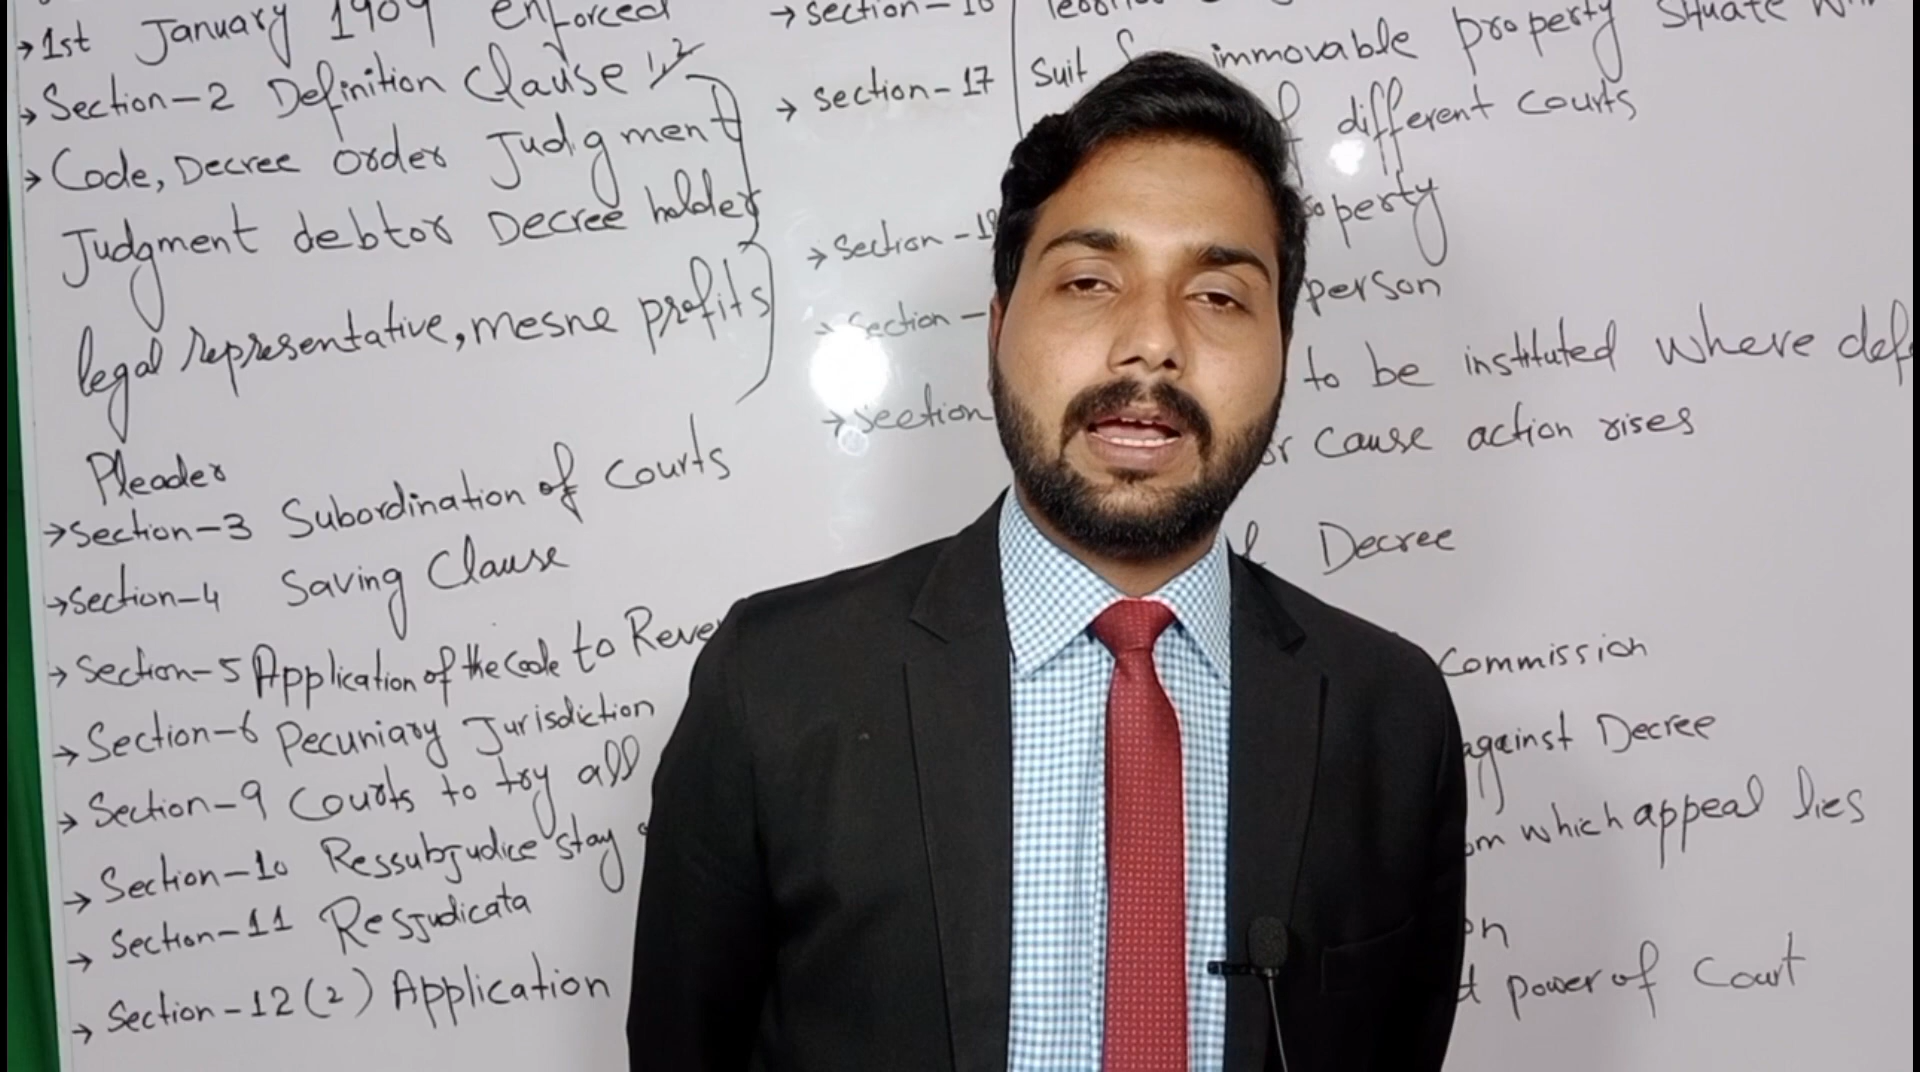 → 1st January 1909 enforced
→ Section-2 Definition Clause 1,2
→ Code, Decree order Judgment
Judgment debtor Decree holder
legal representative, mesne profits
Pleader
→ Section-3 Subordination of courts
→ Section-4 Saving Clause
→ Section-5 Application of the Code to
→ Section-6 Pecuniary Jurisdiction
→ Section-9 Courts to try all
→ Section-10 Ressubjudice stay
→ Section-11 Resjudicata
→ Section-12(2) Application
→ Section-16
→ Section-17 Suit immovable property Situate
different courts
→ Section-
→ Section-
person
→ Section to be instituted where
or cause action rises
Decree
Commission
against Decree
which appeal lies
power of Court